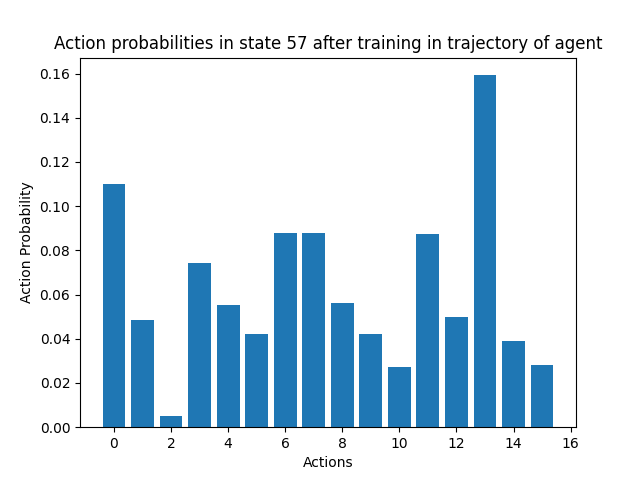 Action probabilities in state 57 after training in trajectory of agent
0.16
0.14
0.12
0.10
0.08
0.06
0.04
0.02
0.00
Action Probability
0 2 4 6 8 10 12 14 16
Actions